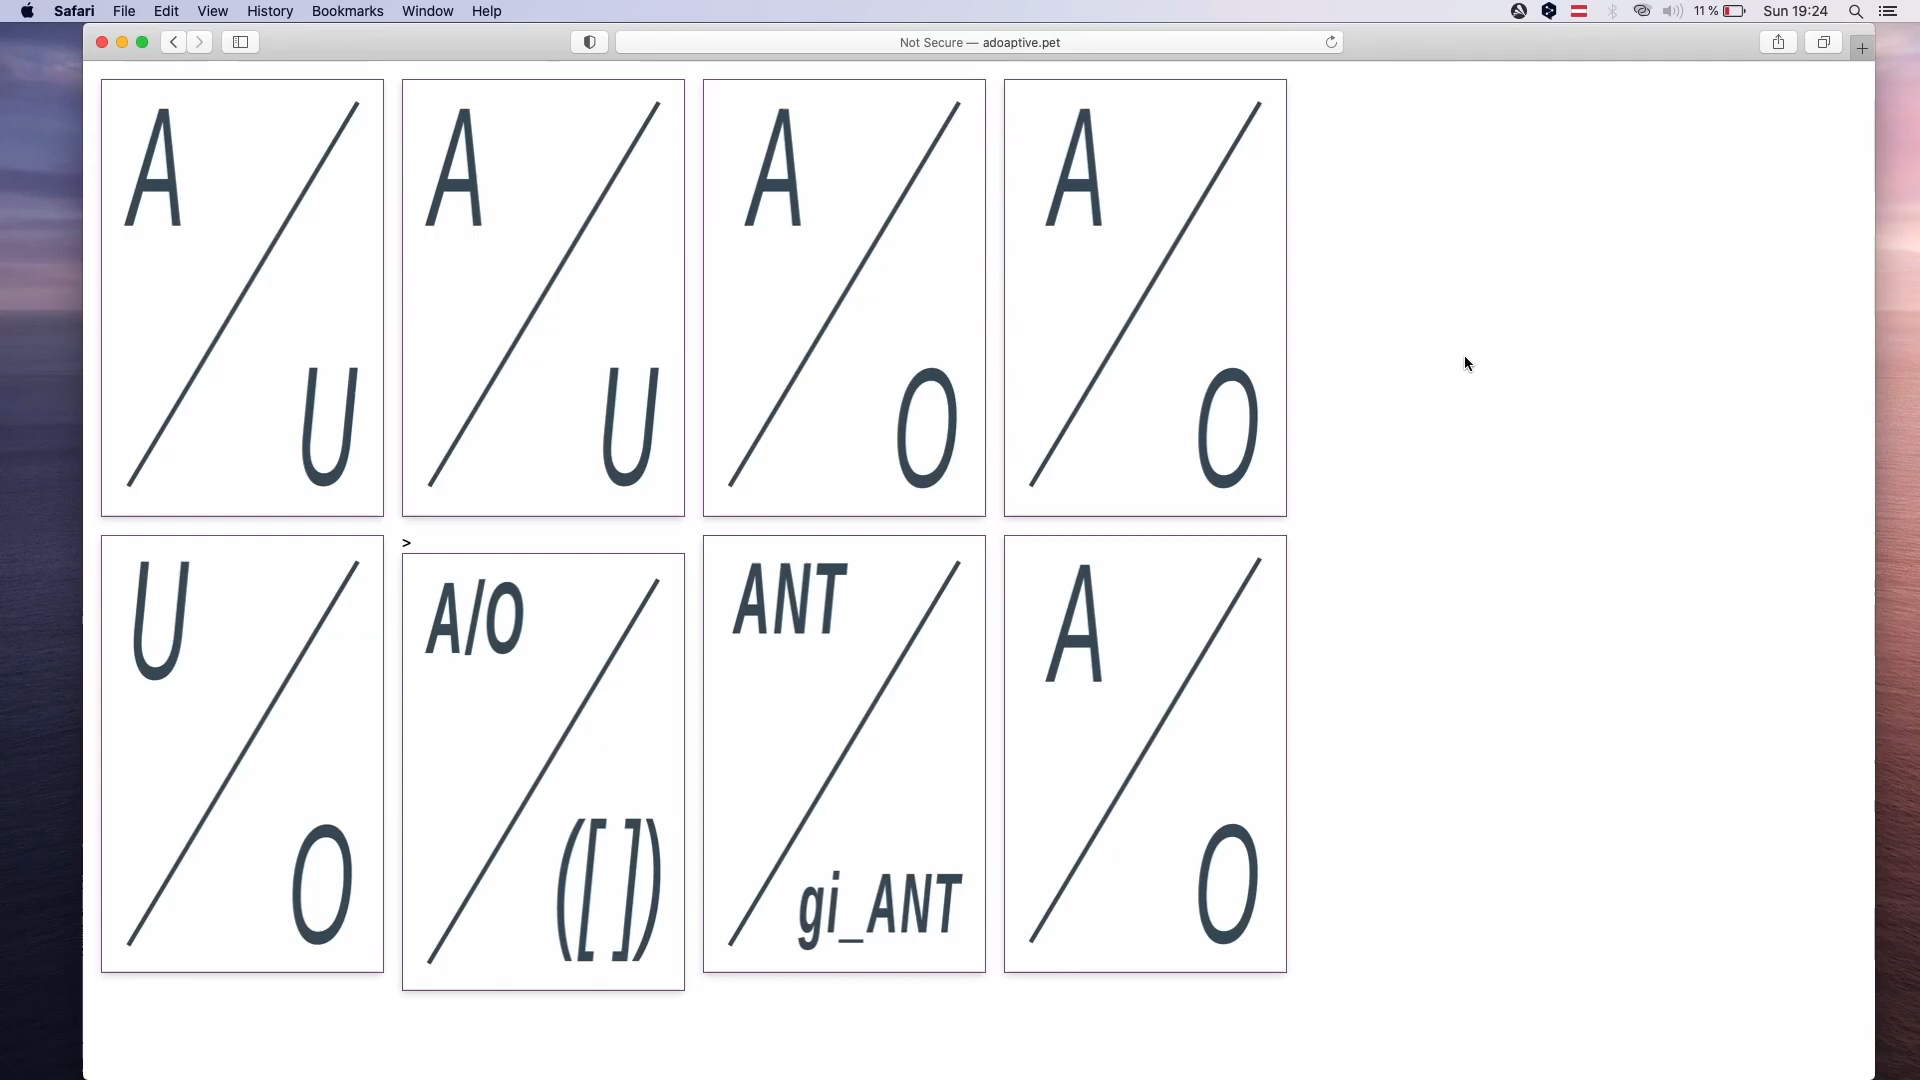 Safari File Edit View History Bookmarks Window Help 11 % Sun 19:24
Not Secure — adoaptive.pet
A
U
A
U
A
O
A
O
U
O
>
A/O
([ ])
ANT
gi_ANT
A
O